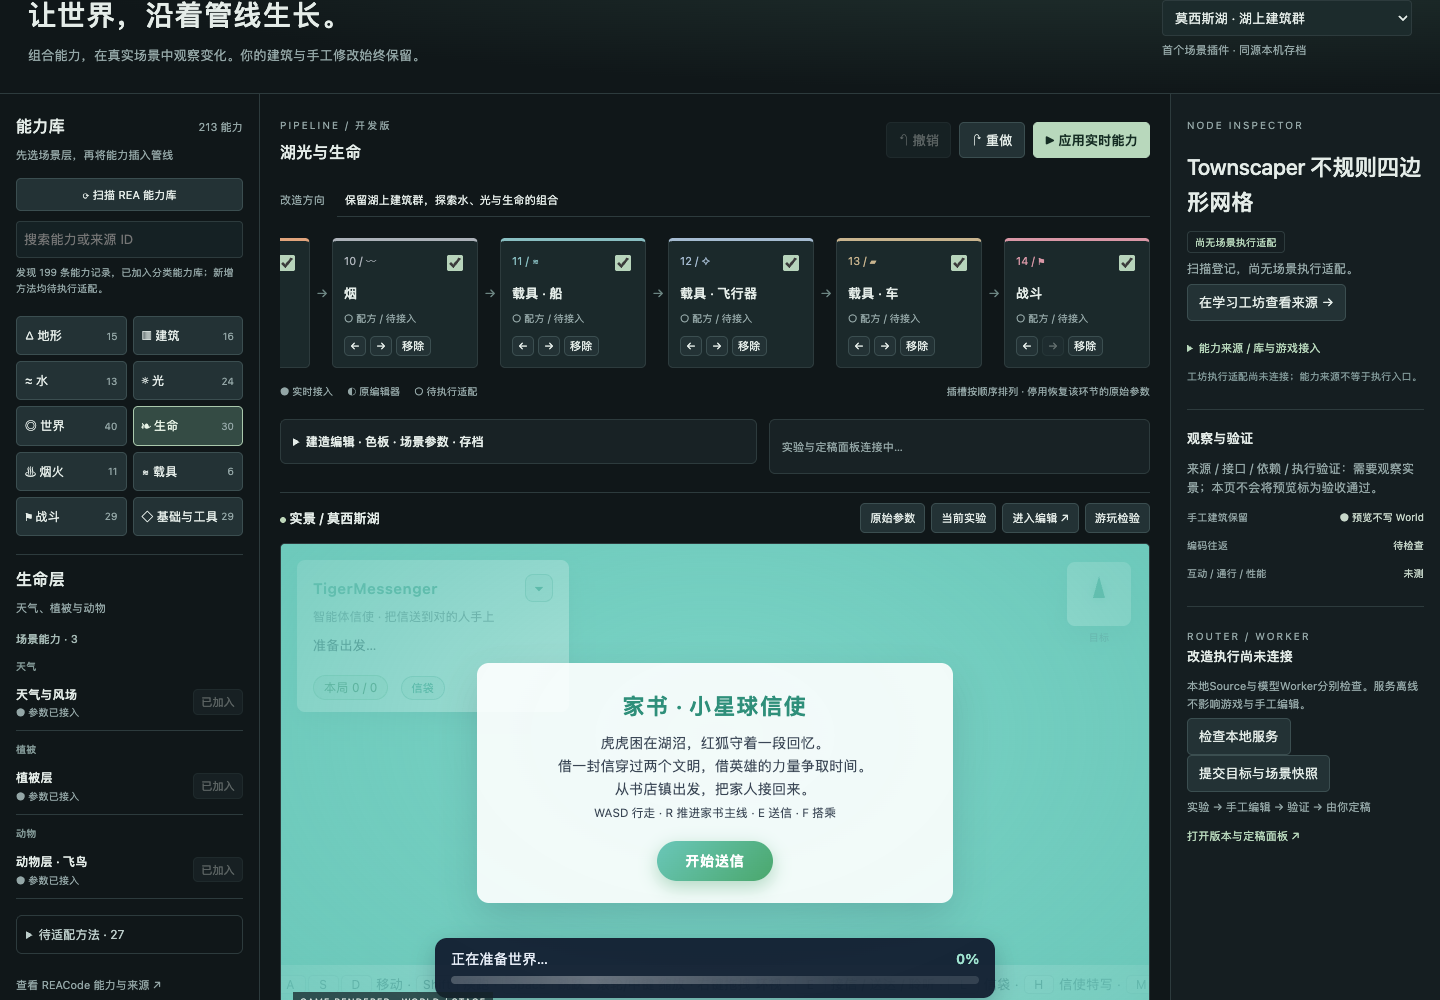 让世界，沿着管线生长。
组合能力，在真实场景中观察变化。你的建筑与手工修改始终保留。
莫西斯湖 · 湖上建筑群
首个场景插件 · 同源本机存档
能力库
213 能力
先选场景层，再将能力插入管线
扫描 REA 能力库
搜索能力或来源 ID
发现 199 条能力记录，已加入分类能力库；新增
方法均待执行适配。
地形 15
建筑 16
水 13
光 24
世界 40
生命 30
烟火 11
载具 6
战斗 29
基础与工具 29
生命层
天气、植被与动物
场景能力 · 3
天气
天气与风场
● 参数已接入
已加入
植被
植被层
● 参数已接入
已加入
动物
动物层 · 飞鸟
● 参数已接入
已加入
▶ 待适配方法 · 27
查看 REACode 能力与来源 ↗
PIPELINE / 开发版
湖光与生命
撤销
重做
▶ 应用实时能力
改造方向
保留湖上建筑群，探索水、光与生命的组合
→
10 / 〰
烟
○ 配方 / 待接入
← → 移除
→
11 / ≋
载具 · 船
○ 配方 / 待接入
← → 移除
→
12 / ✧
载具 · 飞行器
○ 配方 / 待接入
← → 移除
→
13 / ▰
载具 · 车
○ 配方 / 待接入
← → 移除
→
14 / ⚑
战斗
○ 配方 / 待接入
← → 移除
● 实时接入 ◐ 原编辑器 ○ 待执行适配
插槽按顺序排列 · 停用恢复该环节的原始参数
▶ 建造编辑 · 色板 · 场景参数 · 存档
实验与定稿面板连接中...
● 实景 / 莫西斯湖
原始参数
当前实验
进入编辑 ↗
游玩检验
TigerMessenger
智能体信使 · 把信送到对的人手上
准备出发...
本局 0 / 0
信袋
目标
家书 · 小星球信使
虎虎困在湖沼，红狐守着一段回忆。
借一封信穿过两个文明，借英雄的力量争取时间。
从书店镇出发，把家人接回来。
WASD 行走 · R 推进家书主线 · E 送信 · F 搭乘
开始送信
正在准备世界...
0%
A S D 移动 ·
袋 · H 信使特写 · M
NODE INSPECTOR
Townscaper 不规则四边
形网格
尚无场景执行适配
扫描登记，尚无场景执行适配。
在学习工坊查看来源 →
▶ 能力来源 / 库与游戏接入
工坊执行适配尚未连接；能力来源不等于执行入口。
观察与验证
来源 / 接口 / 依赖 / 执行验证：需要观察实
景；本页不会将预览标为验收通过。
手工建筑保留
● 预览不写 World
编码往返
待检查
互动 / 通行 / 性能
未测
ROUTER / WORKER
改造执行尚未连接
本地Source与模型Worker分别检查。服务离线
不影响游戏与手工编辑。
检查本地服务
提交目标与场景快照
实验 → 手工编辑 → 验证 → 由你定稿
打开版本与定稿面板 ↗